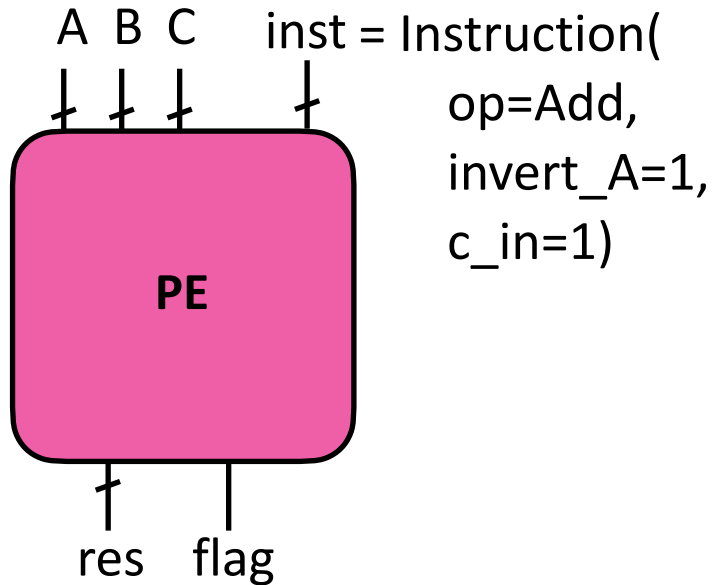 A B C inst = Instruction(
op=Add,
invert_A=1,
c_in=1)
PE
res flag